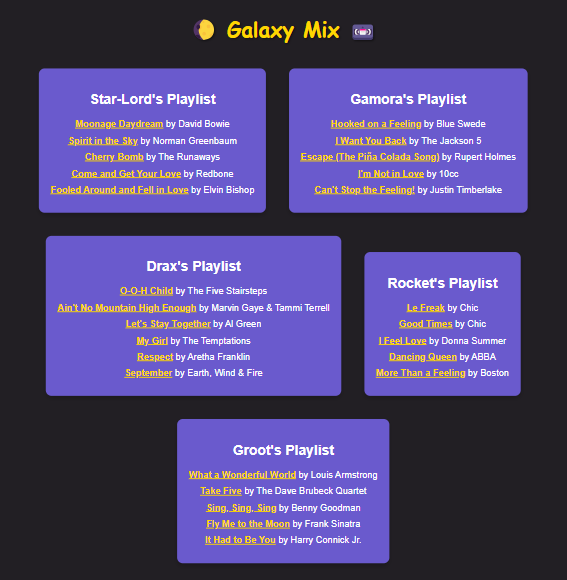 🌔 Galaxy Mix 📼
Star-Lord's Playlist
Moonage Daydream by David Bowie
Spirit in the Sky by Norman Greenbaum
Cherry Bomb by The Runaways
Come and Get Your Love by Redbone
Fooled Around and Fell in Love by Elvin Bishop
Gamora's Playlist
Hooked on a Feeling by Blue Swede
I Want You Back by The Jackson 5
Escape (The Piña Colada Song) by Rupert Holmes
I'm Not in Love by 10cc
Can't Stop the Feeling! by Justin Timberlake
Drax's Playlist
O-O-H Child by The Five Stairsteps
Ain't No Mountain High Enough by Marvin Gaye & Tammi Terrell
Let's Stay Together by Al Green
My Girl by The Temptations
Respect by Aretha Franklin
September by Earth, Wind & Fire
Rocket's Playlist
Le Freak by Chic
Good Times by Chic
I Feel Love by Donna Summer
Dancing Queen by ABBA
More Than a Feeling by Boston
Groot's Playlist
What a Wonderful World by Louis Armstrong
Take Five by The Dave Brubeck Quartet
Sing, Sing, Sing by Benny Goodman
Fly Me to the Moon by Frank Sinatra
It Had to Be You by Harry Connick Jr.